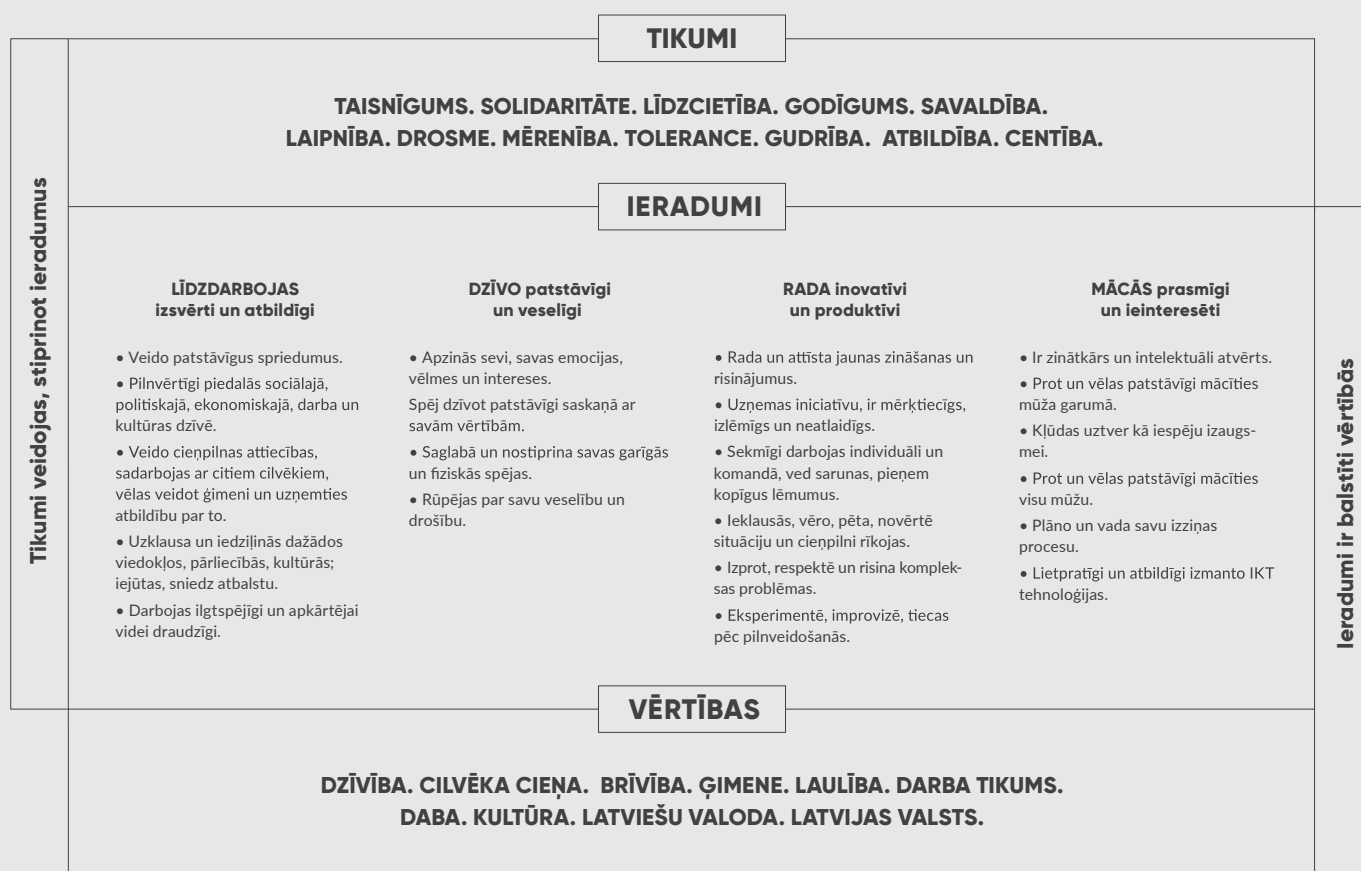 TIKUMI
TAISNĪGUMS. SOLIDARITĀTE. LĪDZCIETĪBA. GODĪGUMS. SAVALDĪBA.
LAIPNĪBA. DROSME. MĒRENĪBA. TOLERANCE. GUDRĪBA.  ATBILDĪBA. CENTĪBA.
Tikumi veidojas, stiprinot ieradumus
IERADUMI
LĪDZDARBOJAS
izsvērti un atbildīgi
• Veido patstāvīgus spriedumus.
• Pilnvērtīgi piedalās sociālajā,
politiskajā, ekonomiskajā, darba un
kultūras dzīvē.
• Veido cieņpilnas attiecības,
sadarbojas ar citiem cilvēkiem,
vēlas veidot ģimeni un uzņemties
atbildību par to.
• Uzklausa un iedziļinās dažādos
viedokļos, pārliecībās, kultūrās;
iejūtas, sniedz atbalstu.
• Darbojas ilgtspējīgi un apkārtējai
videi draudzīgi.
DZĪVO patstāvīgi
un veselīgi
• Apzinās sevi, savas emocijas,
vēlmes un intereses.
Spēj dzīvot patstāvīgi saskaņā ar
savām vērtībām.
• Saglabā un nostiprina savas garīgās
un fiziskās spējas.
• Rūpējas par savu veselību un
drošību.
RADA inovatīvi
un produktīvi
• Rada un attīsta jaunas zināšanas un
risinājumus.
• Uzņemas iniciatīvu, ir mērķtiecīgs,
izlēmīgs un neatlaidīgs.
• Sekmīgi darbojas individuāli un
komandā, ved sarunas, pieņem
kopīgus lēmumus.
• Ieklausās, vēro, pēta, novērtē
situāciju un cieņpilni rīkojas.
• Izprot, respektē un risina komplek-
sas problēmas.
• Eksperimentē, improvizē, tiecas
pēc pilnveidošanās.
MĀCĀS prasmīgi
un ieinteresēti
• Ir zinātkārs un intelektuāli atvērts.
• Prot un vēlas patstāvīgi mācīties
mūža garumā.
• Kļūdas uztver kā iespēju izaugs-
mei.
• Prot un vēlas patstāvīgi mācīties
visu mūžu.
• Plāno un vada savu izziņas
procesu.
• Lietpratīgi un atbildīgi izmanto IKT
tehnoloģijas.
Ieradumi ir balstīti vērtībās
VĒRTĪBAS
DZĪVĪBA. CILVĒKA CIEŅA.  BRĪVĪBA. ĢIMENE. LAULĪBA. DARBA TIKUMS.
DABA. KULTŪRA. LATVIEŠU VALODA. LATVIJAS VALSTS.